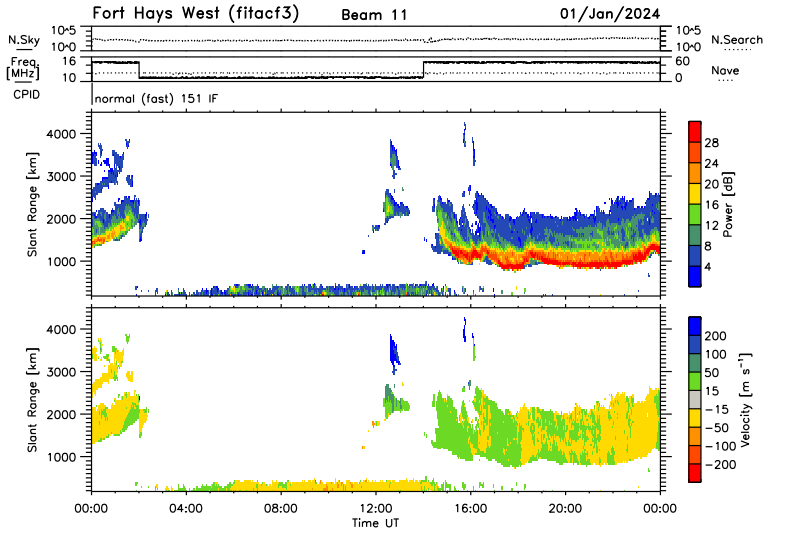 Fort Hays West (fitacf3) Beam 11 01/Jan/2024
N.Sky 10^5 10^0 10^5 10^0 N.Search
Freq. [MHz] 16 10 60 0 Nave
CPID normal (fast) 151 IF
Slant Range [km] 4000 3000 2000 1000
Power [dB] 28 24 20 16 12 8 4
Slant Range [km] 4000 3000 2000 1000
Velocity [m s⁻¹] 200 100 50 15 −15 −50 −100 −200
00:00 04:00 08:00 12:00 16:00 20:00 00:00
Time UT